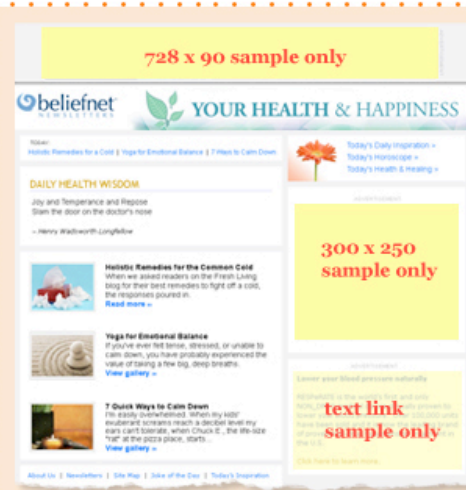 728 x 90 sample only
beliefnet
NEWSLETTERS
YOUR HEALTH & HAPPINESS
Today:
Holistic Remedies for a Cold | Yoga for Emotional Balance | 7 Ways to Calm Down
Today's Daily Inspiration »
Today's Horoscope »
Today's Health & Healing »
DAILY HEALTH WISDOM
Joy and Temperance and Repose
Slam the door on the doctor's nose
~ Henry Wadsworth Longfellow
ADVERTISEMENT
300 x 250
sample only
Holistic Remedies for the Common Cold
When we asked readers on the Fresh Living
blog for their best remedies to fight off a cold,
the responses poured in.
Read more »
Yoga for Emotional Balance
If you've ever felt tense, stressed, or unable to
calm down, you have probably experienced the
value of taking a few big, deep breaths.
View gallery »
7 Quick Ways to Calm Down
I'm easily overwhelmed. When my kids'
exuberant screams reach a decibel level my
ears can't tolerate, when Chuck E., the life-size
"rat" at the pizza place, starts...
View gallery »
ADVERTISEMENT
Lower your blood pressure naturally
text link
sample only
Click here to learn more.
About Us | Newsletters | Site Map | Joke of the Day | Today's Inspiration